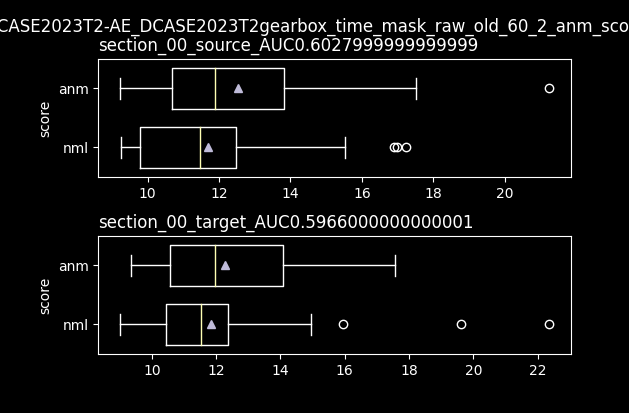 CASE2023T2-AE_DCASE2023T2gearbox_time_mask_raw_old_60_2_anm_sco
section_00_source_AUC0.6027999999999999
anm
nml
score
10 12 14 16 18 20
section_00_target_AUC0.5966000000000001
anm
nml
score
10 12 14 16 18 20 22